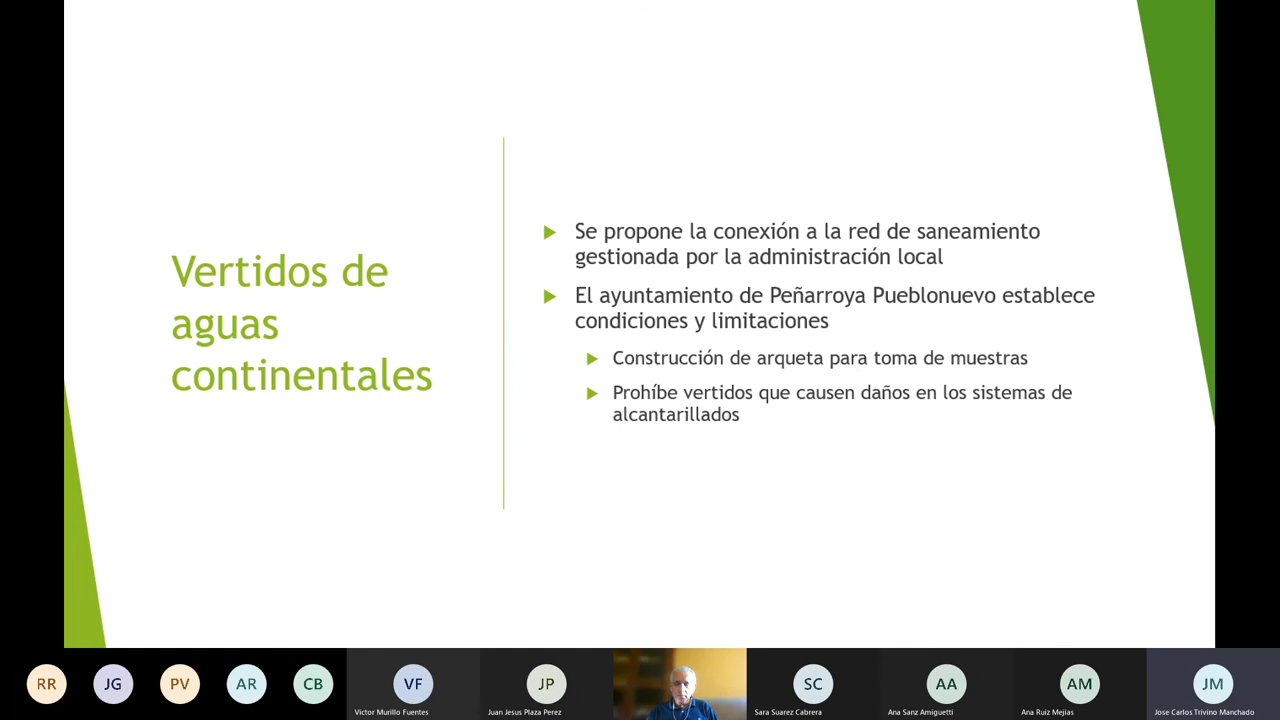 Vertidos de
aguas
continentales
Se propone la conexión a la red de saneamiento
gestionada por la administración local
El ayuntamiento de Peñarroya Pueblonuevo establece
condiciones y limitaciones
Construcción de arqueta para toma de muestras
Prohíbe vertidos que causen daños en los sistemas de
alcantarillados
RR
JG
PV
AR
CB
VF
JP
SC
AA
AM
JM
Victor Murillo Fuentes
Juan Jesus Plaza Perez
Sara Suarez Cabrera
Ana Sanz Amiguetti
Ana Ruiz Mejias
Jose Carlos Trivino Manchado